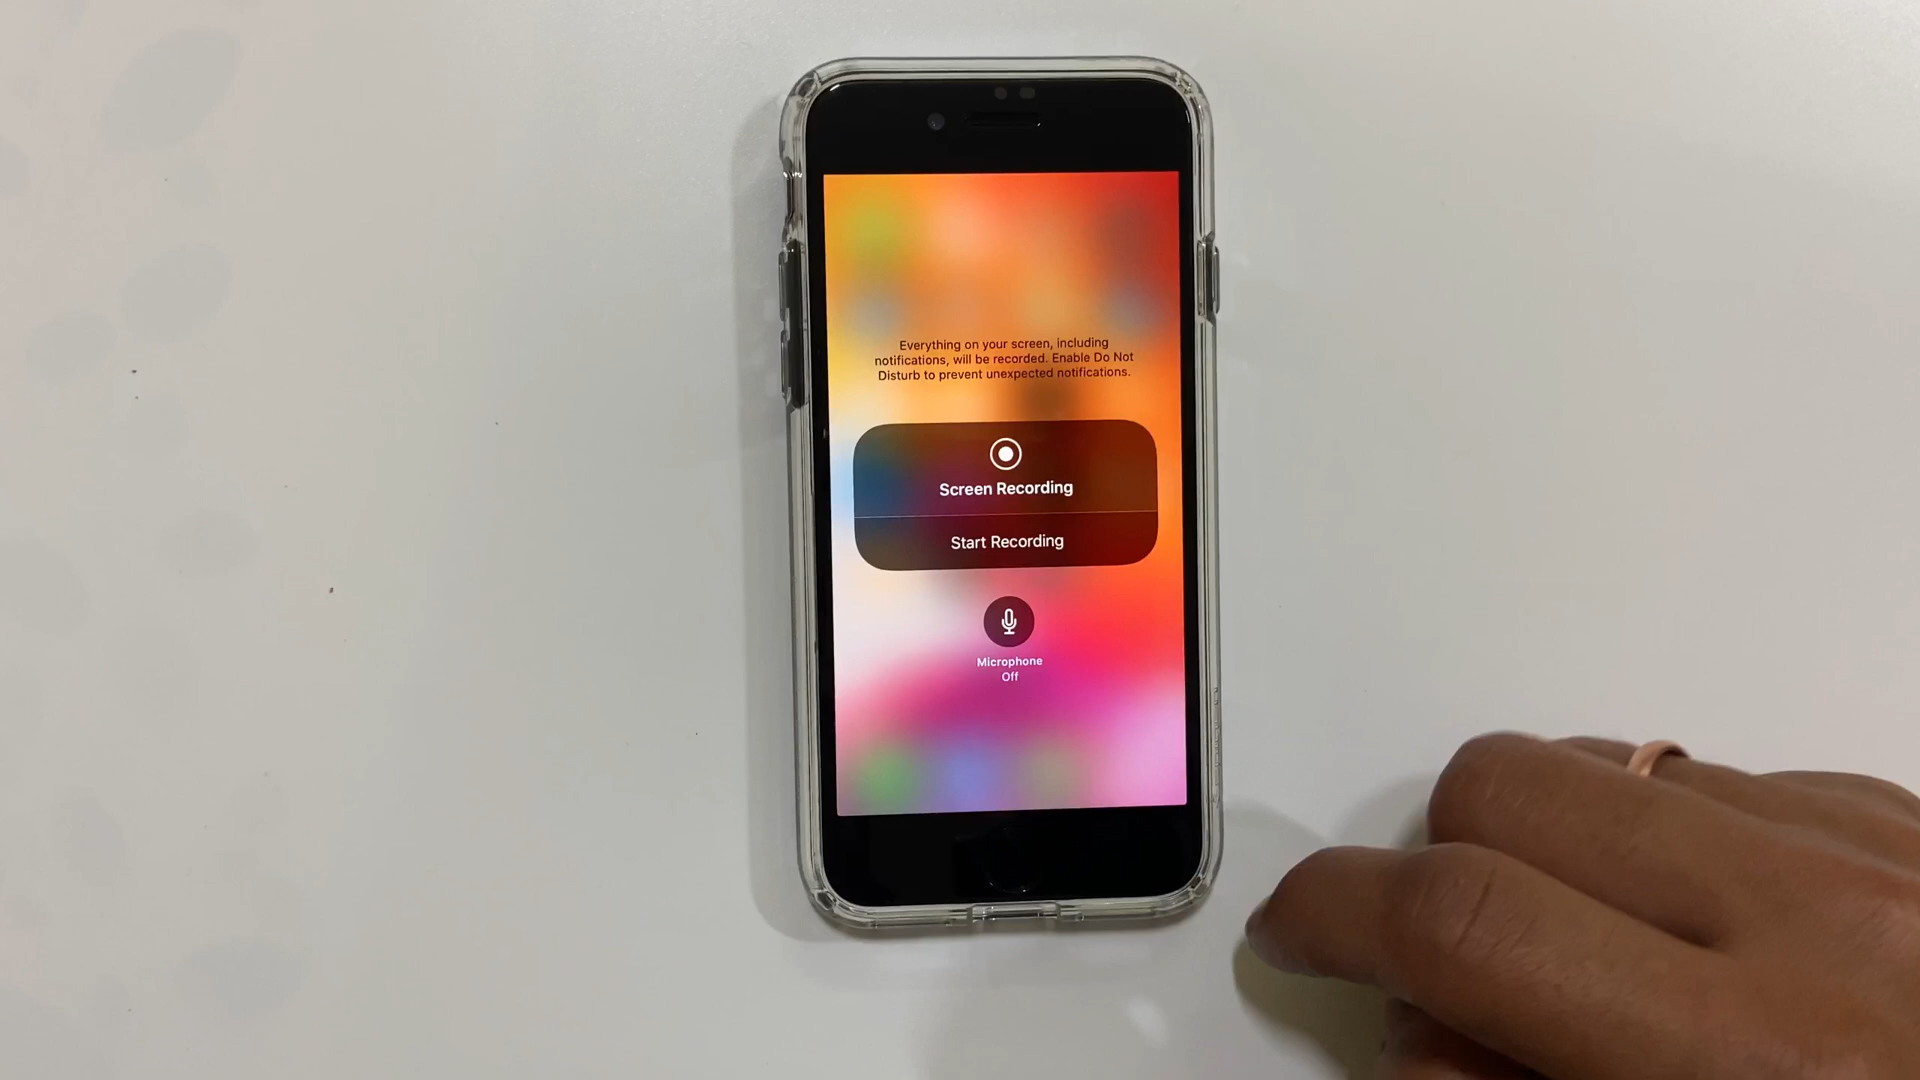 Everything on your screen, including
notifications, will be recorded. Enable Do Not
Disturb to prevent unexpected notifications.
Screen Recording
Start Recording
Microphone
Off